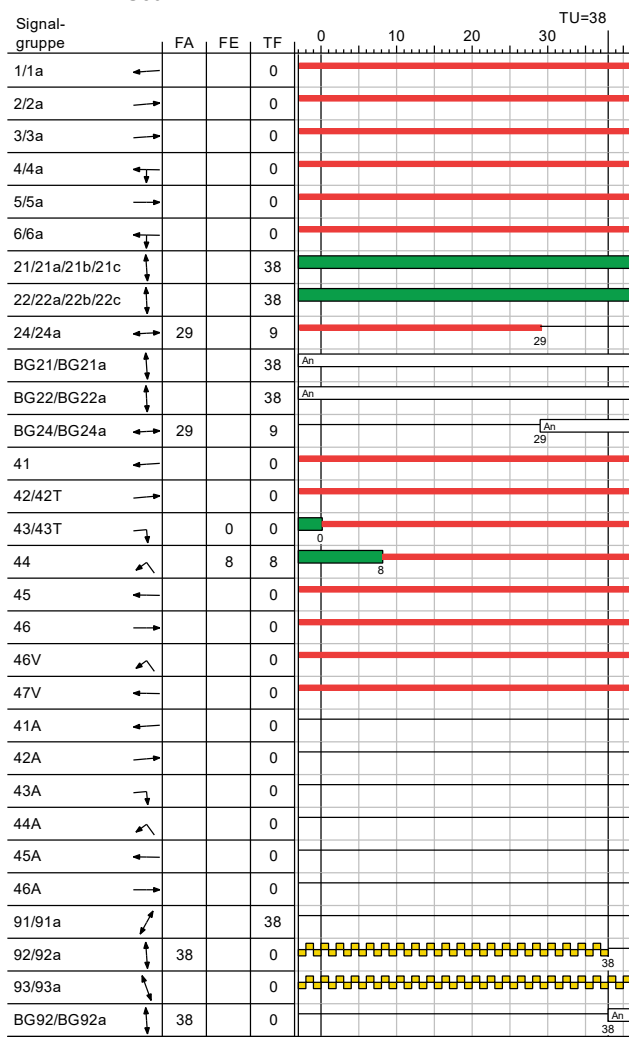 TU=38
Signal-
gruppe FA FE TF 0 10 20 30
1/1a 0
2/2a 0
3/3a 0
4/4a 0
5/5a 0
6/6a 0
21/21a/21b/21c 38
22/22a/22b/22c 38
24/24a 29 9 29
BG21/BG21a 38 An
BG22/BG22a 38 An
BG24/BG24a 29 9 An
29
41 0
42/42T 0
43/43T 0 0 0
44 8 8 8
45 0
46 0
46V 0
47V 0
41A 0
42A 0
43A 0
44A 0
45A 0
46A 0
91/91a 38
92/92a 38 0 38
93/93a 0
BG92/BG92a 38 0 An
38